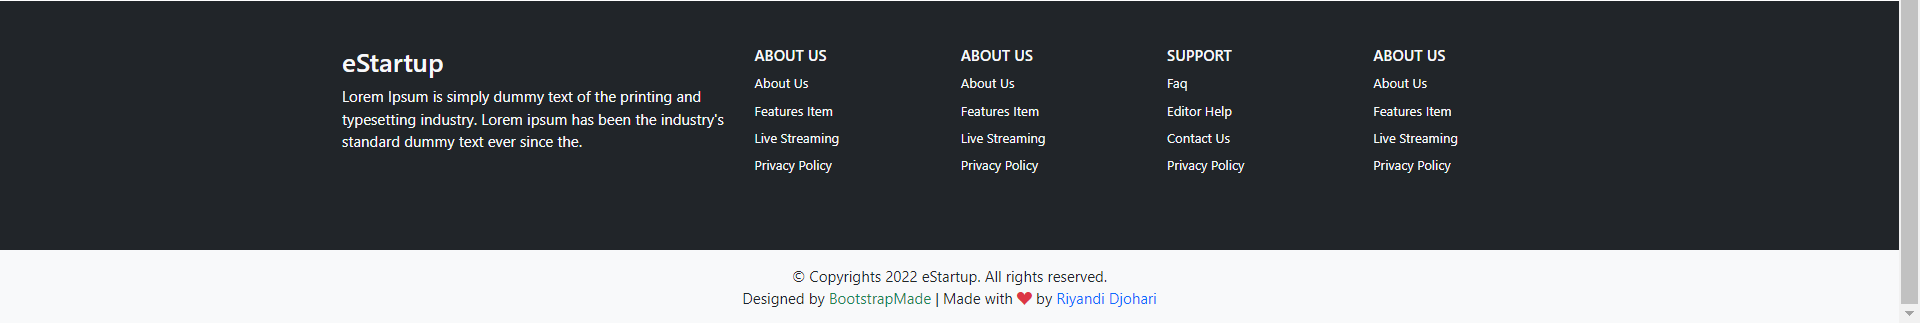 eStartup
Lorem Ipsum is simply dummy text of the printing and
typesetting industry. Lorem ipsum has been the industry's
standard dummy text ever since the.
ABOUT US
About Us
Features Item
Live Streaming
Privacy Policy
ABOUT US
About Us
Features Item
Live Streaming
Privacy Policy
SUPPORT
Faq
Editor Help
Contact Us
Privacy Policy
ABOUT US
About Us
Features Item
Live Streaming
Privacy Policy
© Copyrights 2022 eStartup. All rights reserved.
Designed by BootstrapMade | Made with ❤ by Riyandi Djohari